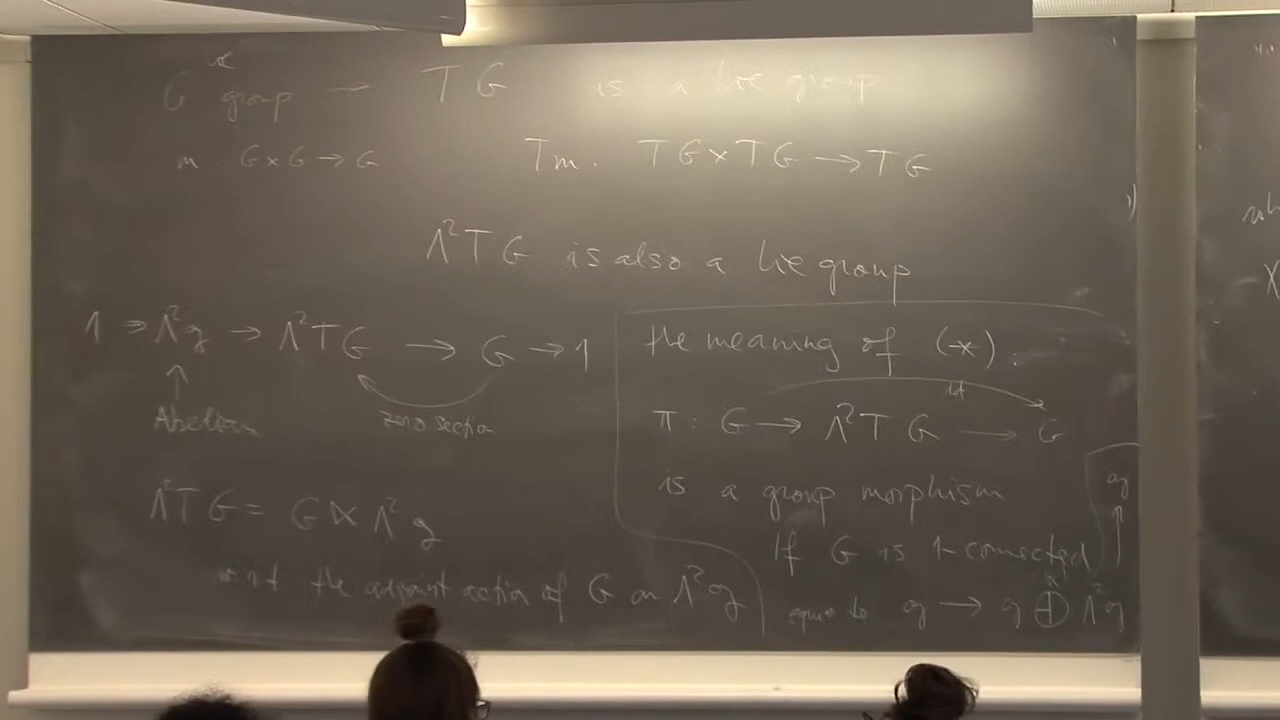 G Lie group — TG is a Lie group
m. G×G → G Tm. TG×TG → TG
Λ²TG is also a Lie group
1 → Λ²g → Λ²TG → G → 1
Abelian
zero section
Λ²TG = G ⋉ Λ²g
w.r.t the adjoint action of G on Λ²g
the meaning of (*):
id
π: G → Λ²TG → G
is a group morphism
If G is 1-connected
equiv to g → g ⊕ Λ²g
g
↑